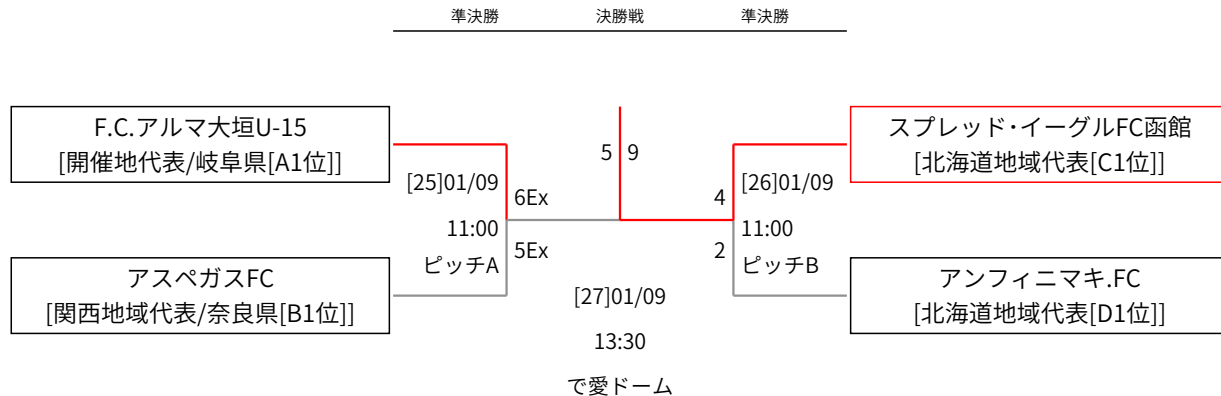 準決勝 決勝戦 準決勝
F.C.アルマ大垣U-15
[開催地代表/岐阜県[A1位]]
スプレッド・イーグルFC函館
[北海道地域代表[C1位]]
5 9
[25]01/09
6Ex
4
[26]01/09
11:00
5Ex
ピッチA
2
11:00
ピッチB
アスペガスFC
[関西地域代表/奈良県[B1位]]
アンフィニマキ.FC
[北海道地域代表[D1位]]
[27]01/09
13:30
で愛ドーム